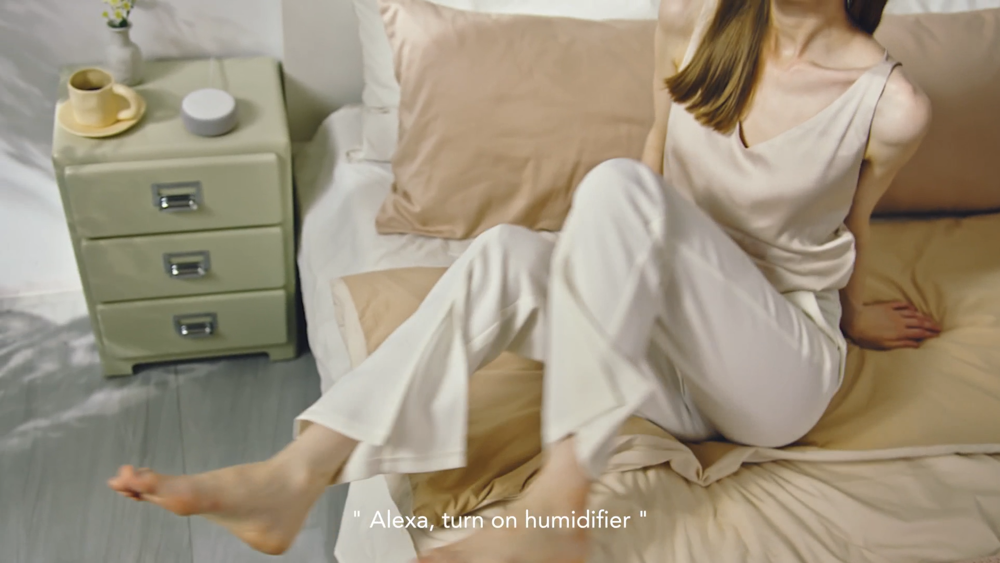 " Alexa, turn on humidifier "